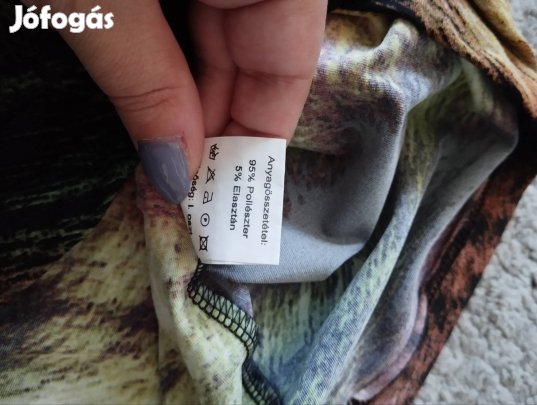 Jófogás
Anyagösszetétel:
95% Poliészter
5% Elasztán